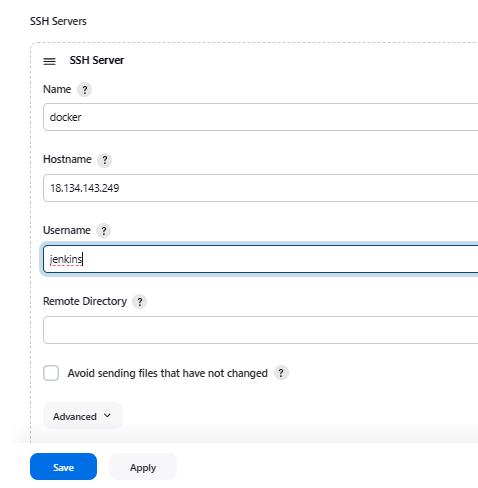 SSH Servers
SSH Server
Name ?
docker
Hostname ?
18.134.143.249
Username ?
jenkins
Remote Directory ?
Avoid sending files that have not changed ?
Advanced
Save Apply